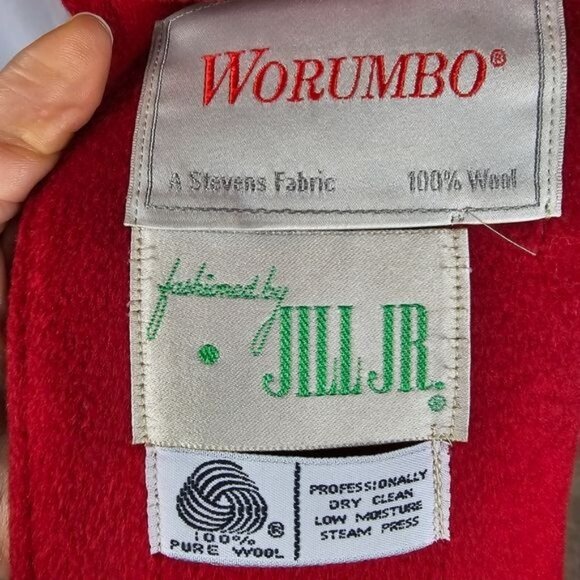 WORUMBO®
A Stevens Fabric 100% Wool
fashioned by
JILL JR.®
100%
PURE WOOL
®
PROFESSIONALLY
DRY CLEAN
LOW MOISTURE
STEAM PRESS